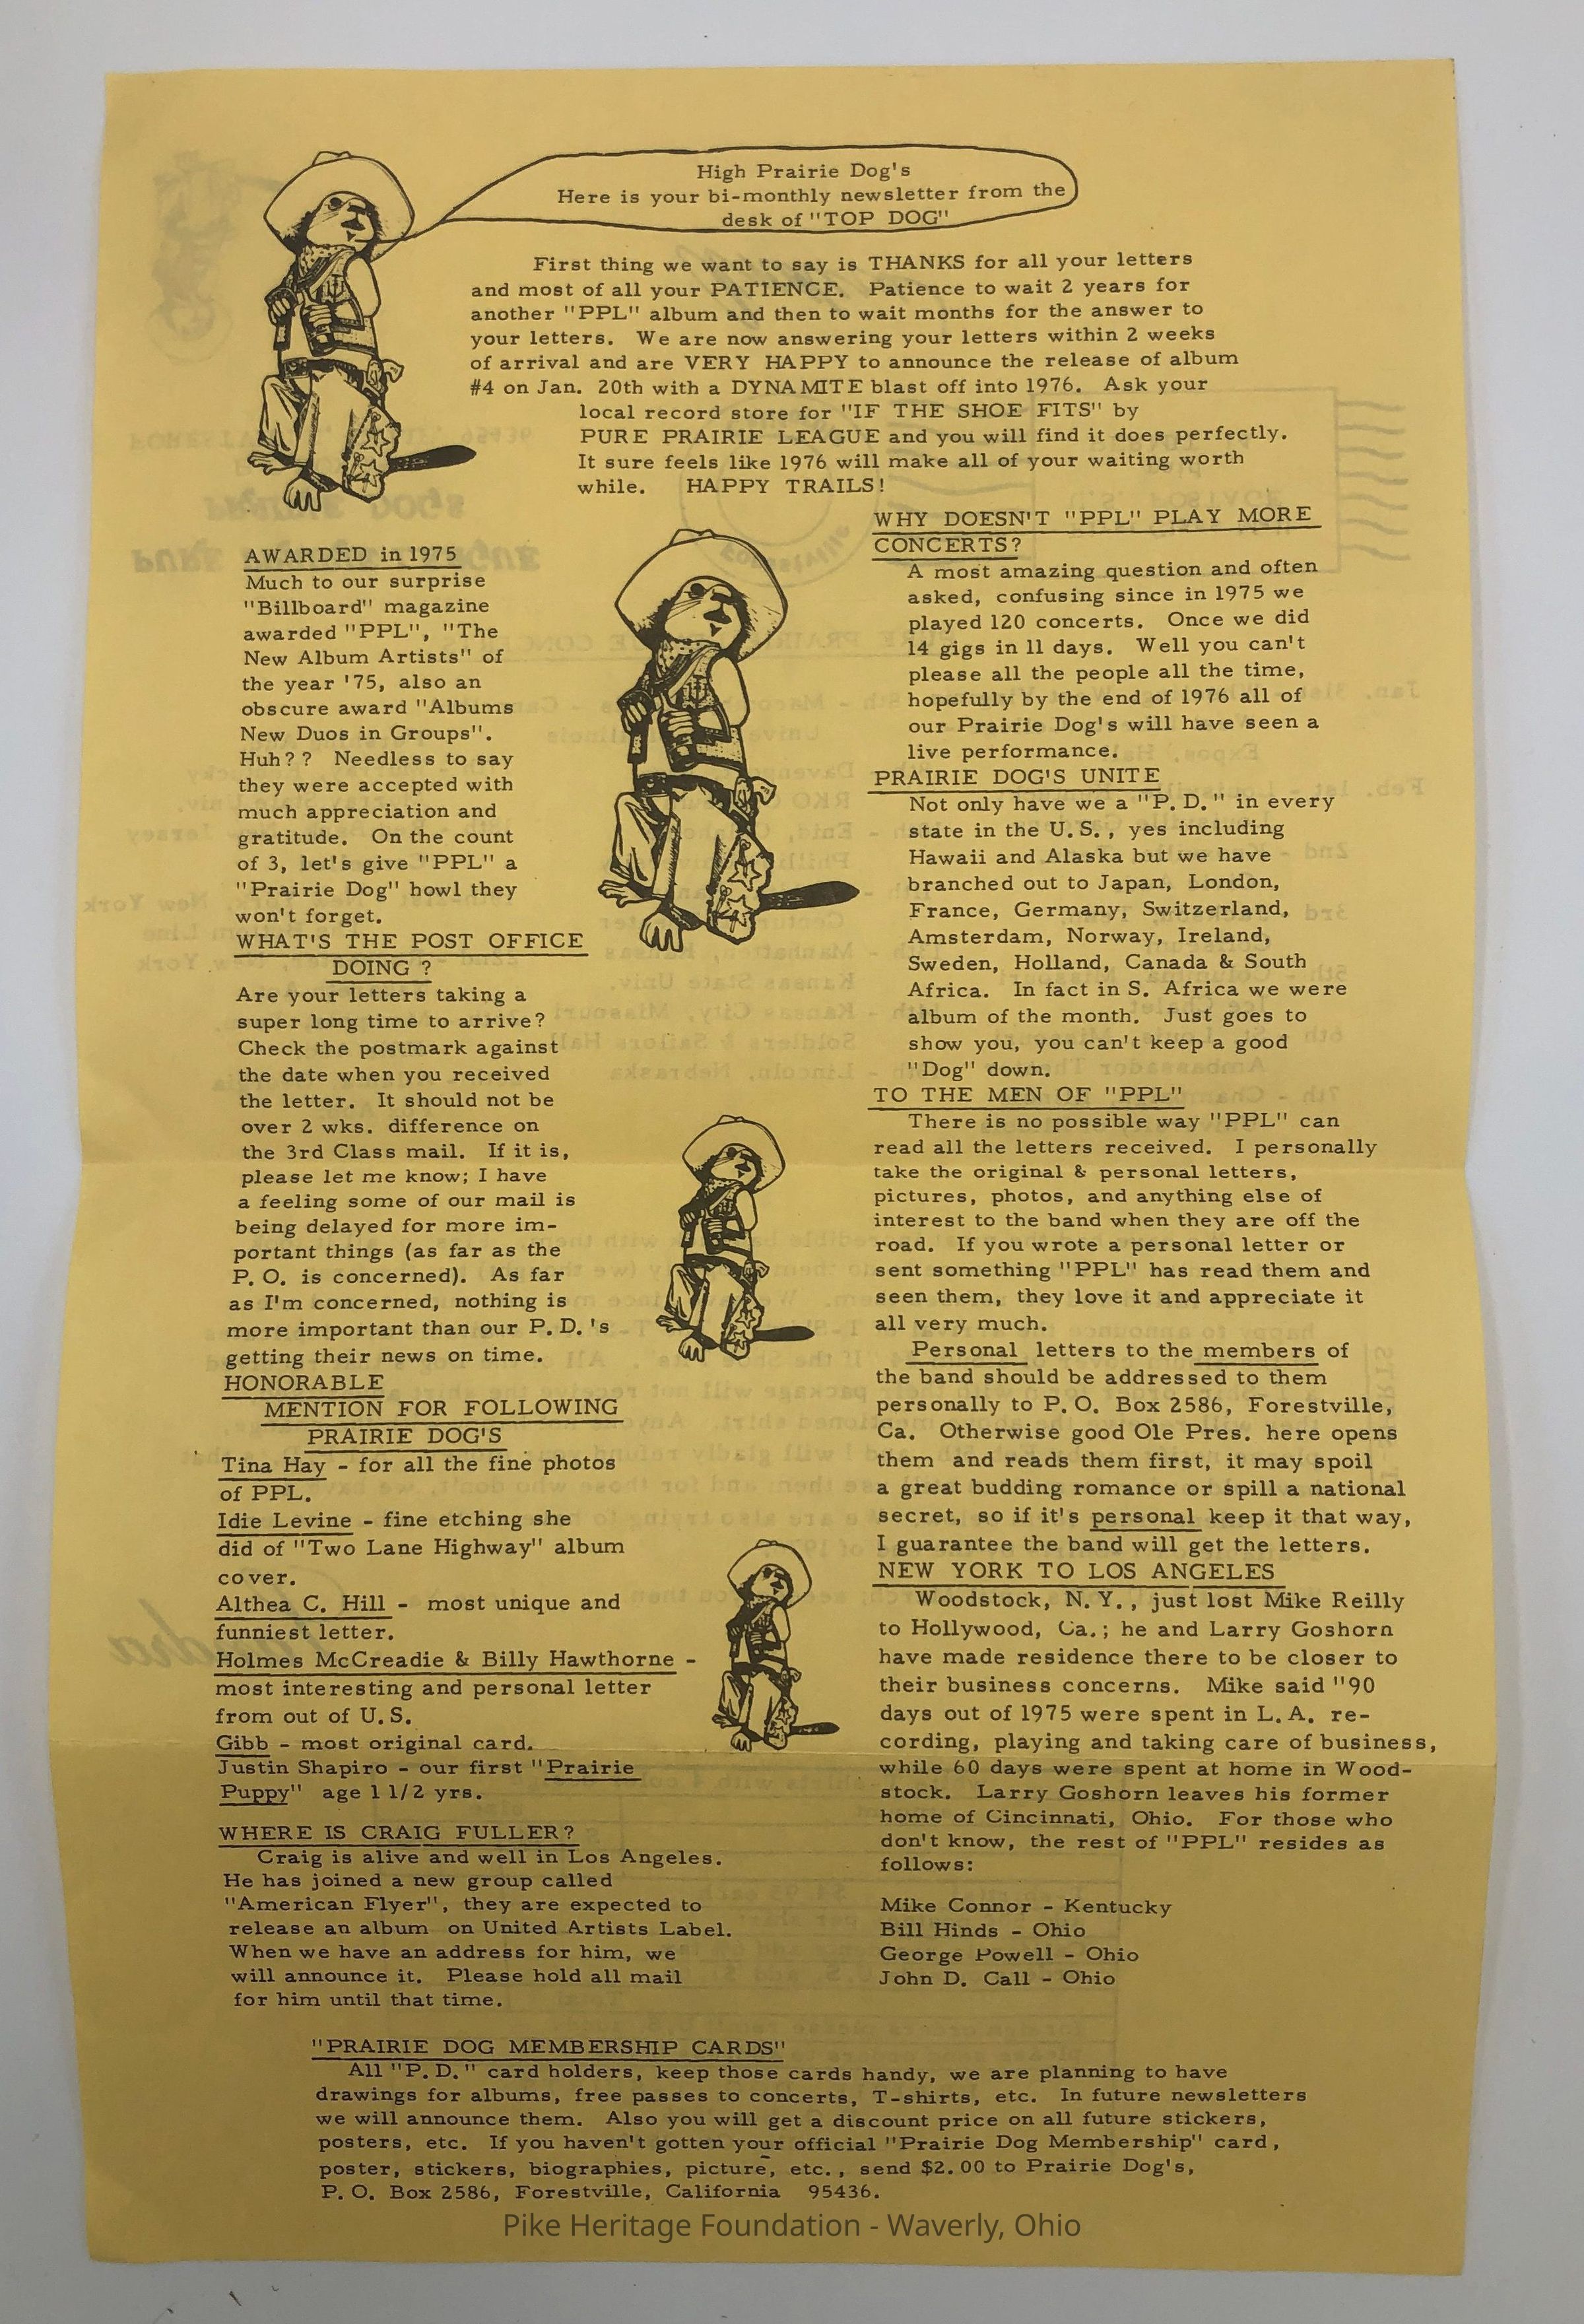 High Prairie Dog's
Here is your bi-monthly newsletter from the
desk of "TOP DOG"
First thing we want to say is THANKS for all your letters
and most of all your PATIENCE. Patience to wait 2 years for
another "PPL" album and then to wait months for the answer to
your letters. We are now answering your letters within 2 weeks
of arrival and are VERY HAPPY to announce the release of album
#4 on Jan. 20th with a DYNAMITE blast off into 1976. Ask your
local record store for "IF THE SHOE FITS" by
PURE PRAIRIE LEAGUE and you will find it does perfectly.
It sure feels like 1976 will make all of your waiting worth
while. HAPPY TRAILS!
AWARDED in 1975
Much to our surprise
"Billboard" magazine
awarded "PPL", "The
New Album Artists" of
the year '75, also an
obscure award "Albums
New Duos in Groups".
Huh?? Needless to say
they were accepted with
much appreciation and
gratitude. On the count
of 3, let's give "PPL" a
"Prairie Dog" howl they
won't forget.
WHAT'S THE POST OFFICE
DOING ?
Are your letters taking a
super long time to arrive?
Check the postmark against
the date when you received
the letter. It should not be
over 2 wks. difference on
the 3rd Class mail. If it is,
please let me know; I have
a feeling some of our mail is
being delayed for more im-
portant things (as far as the
P. O. is concerned). As far
as I'm concerned, nothing is
more important than our P. D. 's
getting their news on time.
HONORABLE
MENTION FOR FOLLOWING
PRAIRIE DOG'S
Tina Hay - for all the fine photos
of PPL.
Idie Levine - fine etching she
did of "Two Lane Highway" album
cover.
Althea C. Hill - most unique and
funniest letter.
Holmes McCreadie & Billy Hawthorne -
most interesting and personal letter
from out of U. S.
Gibb - most original card.
Justin Shapiro - our first "Prairie
Puppy" age 1 1/2 yrs.
WHERE IS CRAIG FULLER?
Craig is alive and well in Los Angeles.
He has joined a new group called
"American Flyer", they are expected to
release an album on United Artists Label.
When we have an address for him, we
will announce it. Please hold all mail
for him until that time.
WHY DOESN'T "PPL" PLAY MORE
CONCERTS?
A most amazing question and often
asked, confusing since in 1975 we
played 120 concerts. Once we did
14 gigs in 11 days. Well you can't
please all the people all the time,
hopefully by the end of 1976 all of
our Prairie Dog's will have seen a
live performance.
PRAIRIE DOG'S UNITE
Not only have we a "P. D. " in every
state in the U. S. , yes including
Hawaii and Alaska but we have
branched out to Japan, London,
France, Germany, Switzerland,
Amsterdam, Norway, Ireland,
Sweden, Holland, Canada & South
Africa. In fact in S. Africa we were
album of the month. Just goes to
show you, you can't keep a good
"Dog" down.
TO THE MEN OF "PPL"
There is no possible way "PPL" can
read all the letters received. I personally
take the original & personal letters,
pictures, photos, and anything else of
interest to the band when they are off the
road. If you wrote a personal letter or
sent something "PPL" has read them and
seen them, they love it and appreciate it
all very much.
Personal letters to the members of
the band should be addressed to them
personally to P. O. Box 2586, Forestville,
Ca. Otherwise good Ole Pres. here opens
them and reads them first, it may spoil
a great budding romance or spill a national
secret, so if it's personal keep it that way,
I guarantee the band will get the letters.
NEW YORK TO LOS ANGELES
Woodstock, N. Y. , just lost Mike Reilly
to Hollywood, Ca. ; he and Larry Goshorn
have made residence there to be closer to
their business concerns. Mike said "90
days out of 1975 were spent in L. A. re-
cording, playing and taking care of business,
while 60 days were spent at home in Wood-
stock. Larry Goshorn leaves his former
home of Cincinnati, Ohio. For those who
don't know, the rest of "PPL" resides as
follows:
Mike Connor - Kentucky
Bill Hinds - Ohio
George Powell - Ohio
John D. Call - Ohio
"PRAIRIE DOG MEMBERSHIP CARDS"
All "P. D. " card holders, keep those cards handy, we are planning to have
drawings for albums, free passes to concerts, T-shirts, etc. In future newsletters
we will announce them. Also you will get a discount price on all future stickers,
posters, etc. If you haven't gotten your official "Prairie Dog Membership" card,
poster, stickers, biographies, picture, etc. , send $2. 00 to Prairie Dog's,
P. O. Box 2586, Forestville, California 95436.
Pike Heritage Foundation - Waverly, Ohio